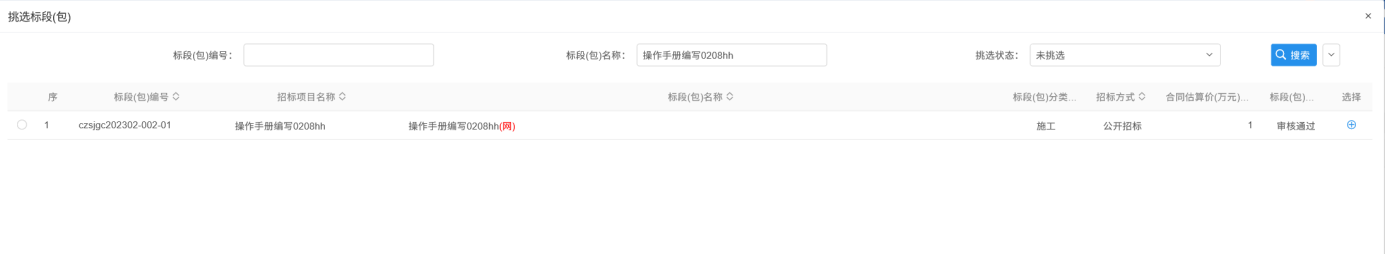 挑选标段(包)
×
标段(包)编号：
标段(包)名称： 操作手册编写0208hh
挑选状态： 未挑选
搜索
序 标段(包)编号 招标项目名称 标段(包)名称 标段(包)分类... 招标方式 合同估算价(万元)... 标段(包)... 选择
1 czsjgc202302-002-01 操作手册编写0208hh 操作手册编写0208hh(网) 施工 公开招标 1 审核通过